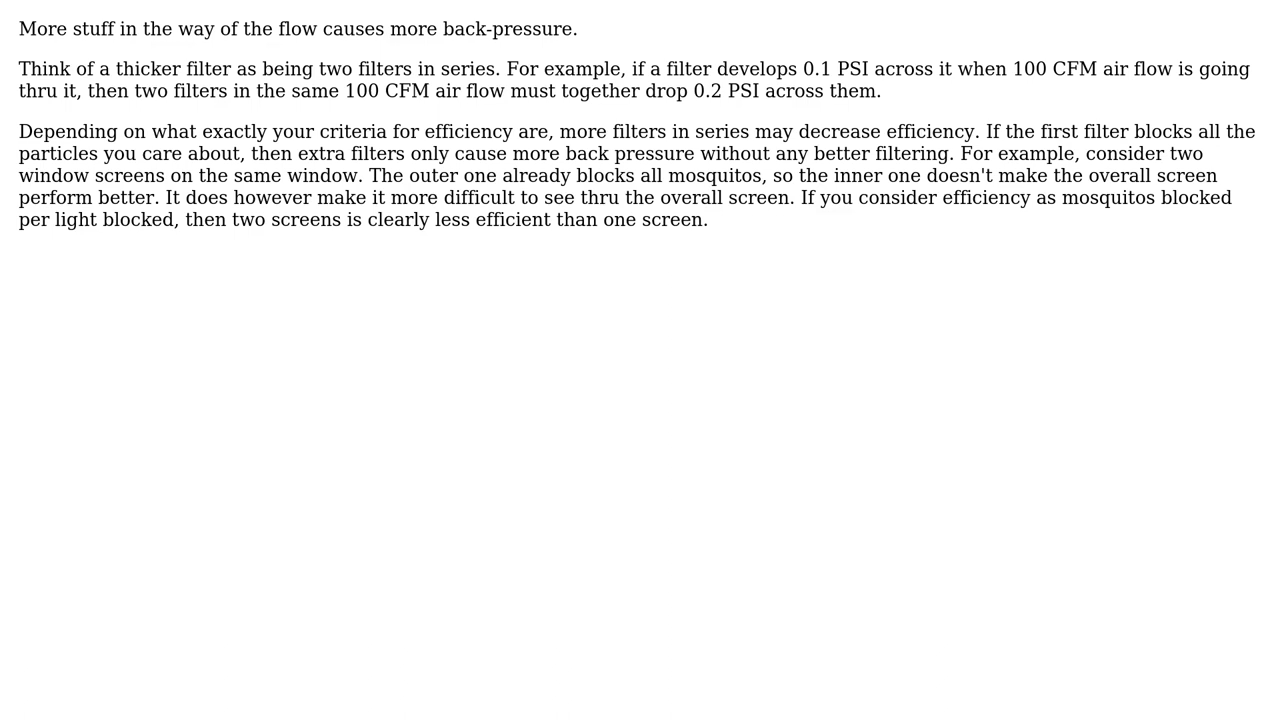 More stuff in the way of the flow causes more back-pressure.
Think of a thicker filter as being two filters in series. For example, if a filter develops 0.1 PSI across it when 100 CFM air flow is going
thru it, then two filters in the same 100 CFM air flow must together drop 0.2 PSI across them.
Depending on what exactly your criteria for efficiency are, more filters in series may decrease efficiency. If the first filter blocks all the
particles you care about, then extra filters only cause more back pressure without any better filtering. For example, consider two
window screens on the same window. The outer one already blocks all mosquitos, so the inner one doesn't make the overall screen
perform better. It does however make it more difficult to see thru the overall screen. If you consider efficiency as mosquitos blocked
per light blocked, then two screens is clearly less efficient than one screen.